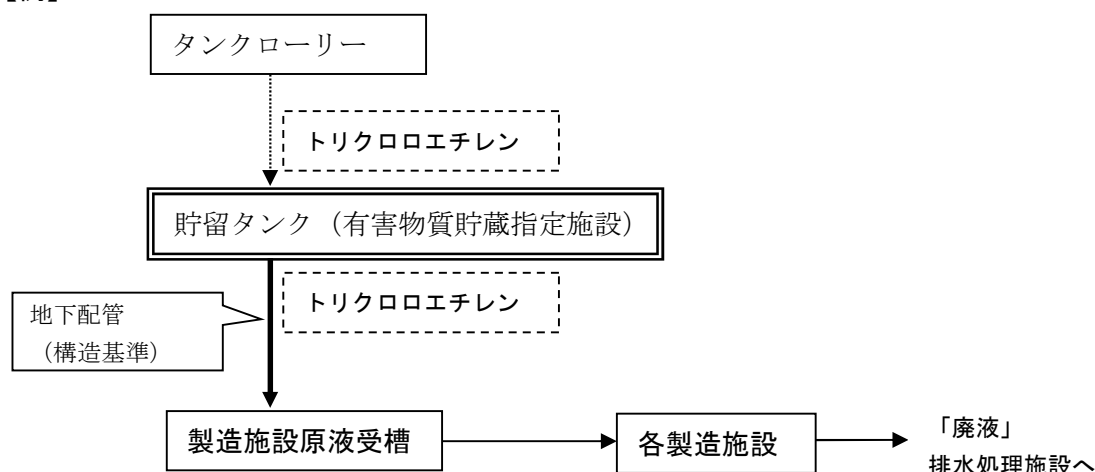 タンクローリー
トリクロロエチレン
貯留タンク（有害物質貯蔵指定施設）
トリクロロエチレン
地下配管
（構造基準）
製造施設原液受槽
各製造施設
「廃液」
排水処理施設へ